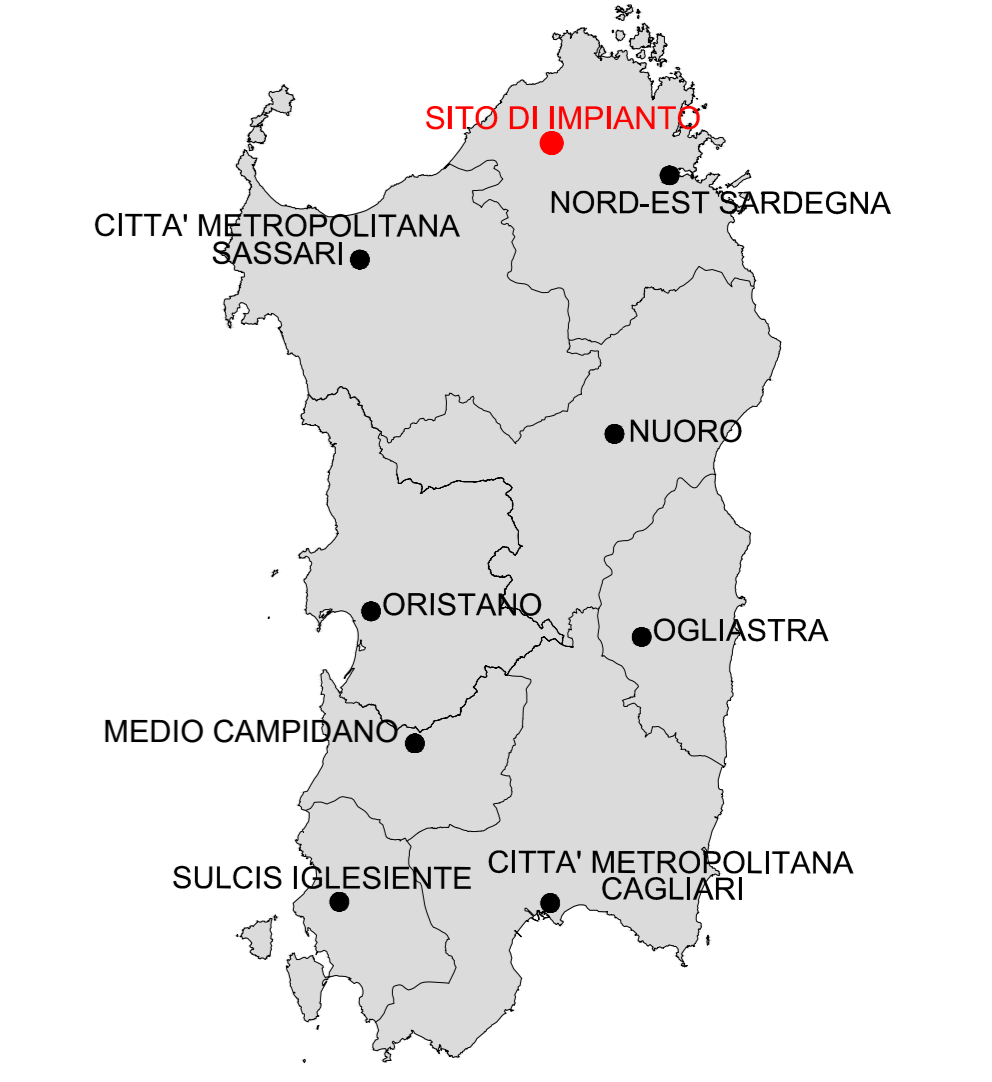 SITO DI IMPIANTO
NORD-EST SARDEGNA
CITTA' METROPOLITANA
SASSARI
NUORO
ORISTANO
OGLIASTRA
MEDIO CAMPIDANO
SULCIS IGLESIENTE
CITTA' METROPOLITANA
CAGLIARI